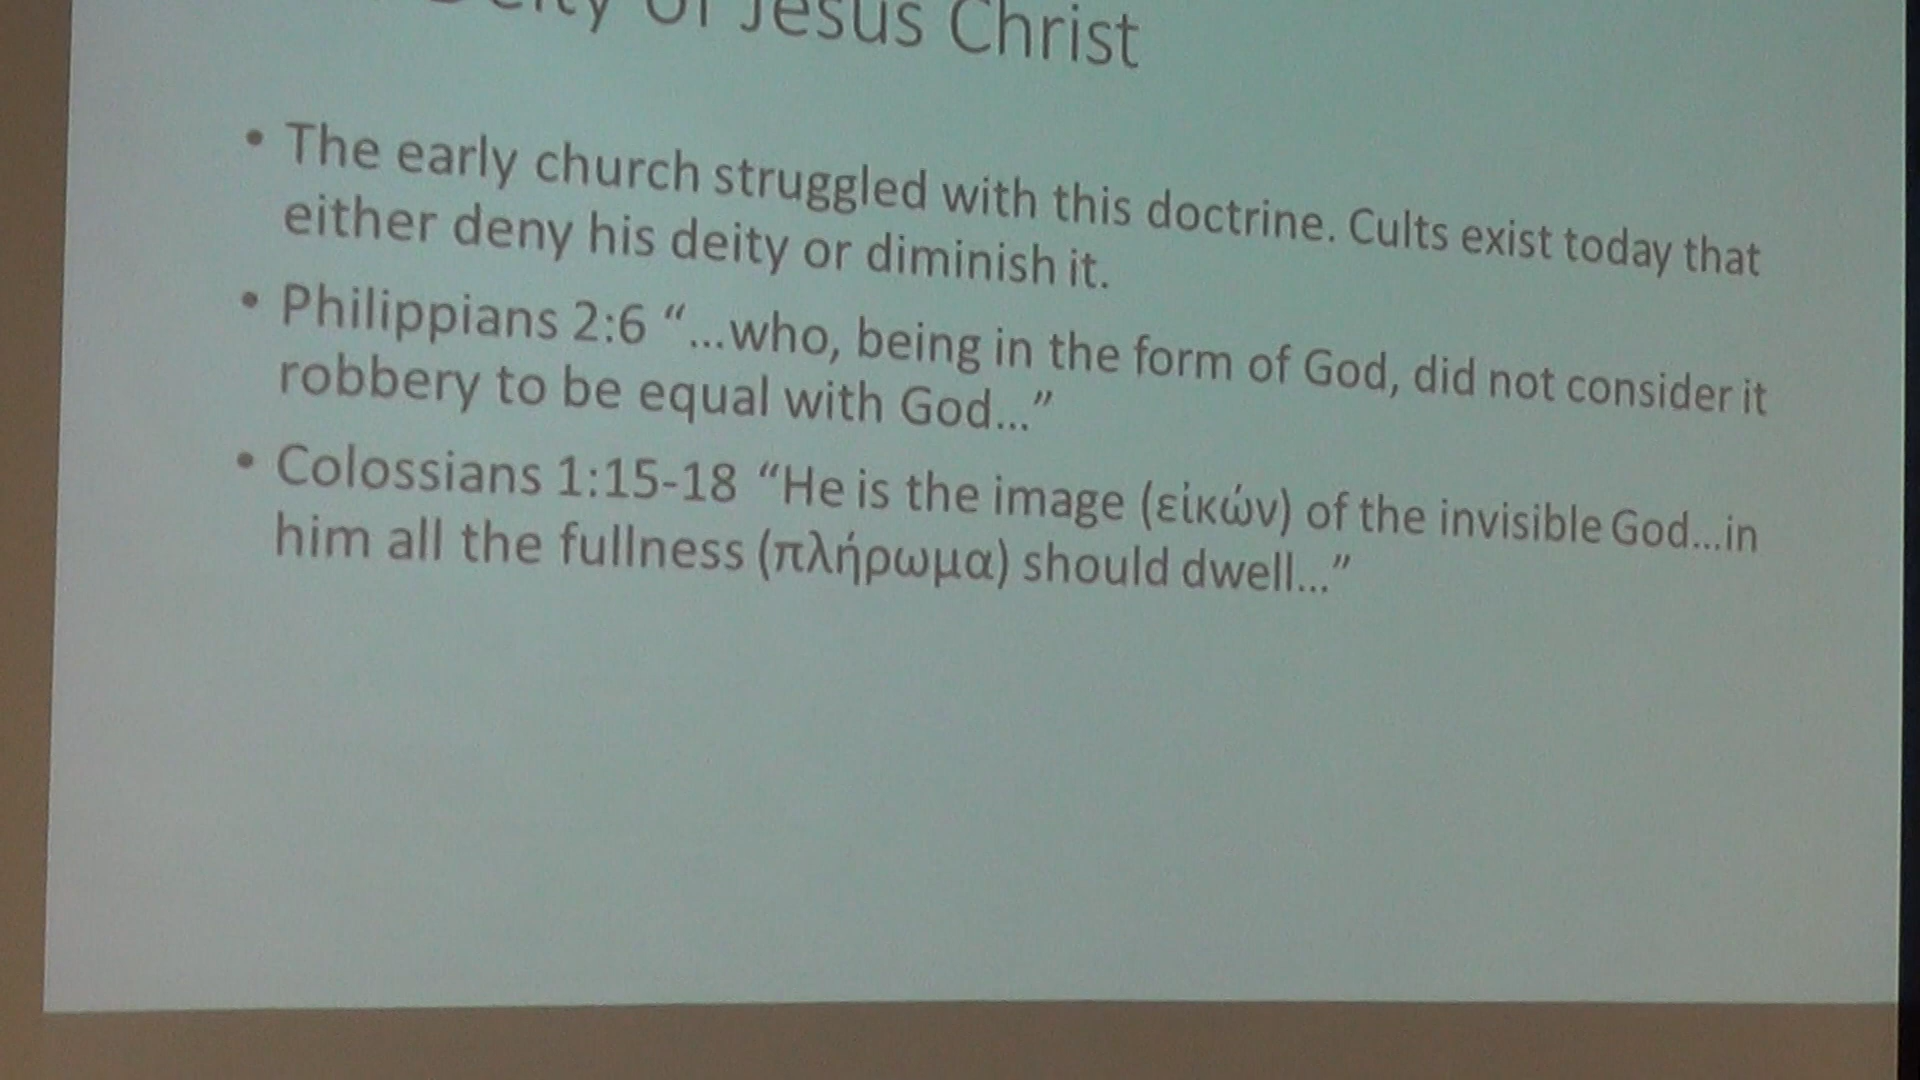 Deity of Jesus Christ
• The early church struggled with this doctrine. Cults exist today that
either deny his deity or diminish it.
• Philippians 2:6 “...who, being in the form of God, did not consider it
robbery to be equal with God...”
• Colossians 1:15-18 “He is the image (εἰκών) of the invisible God...in
him all the fullness (πλήρωμα) should dwell...”